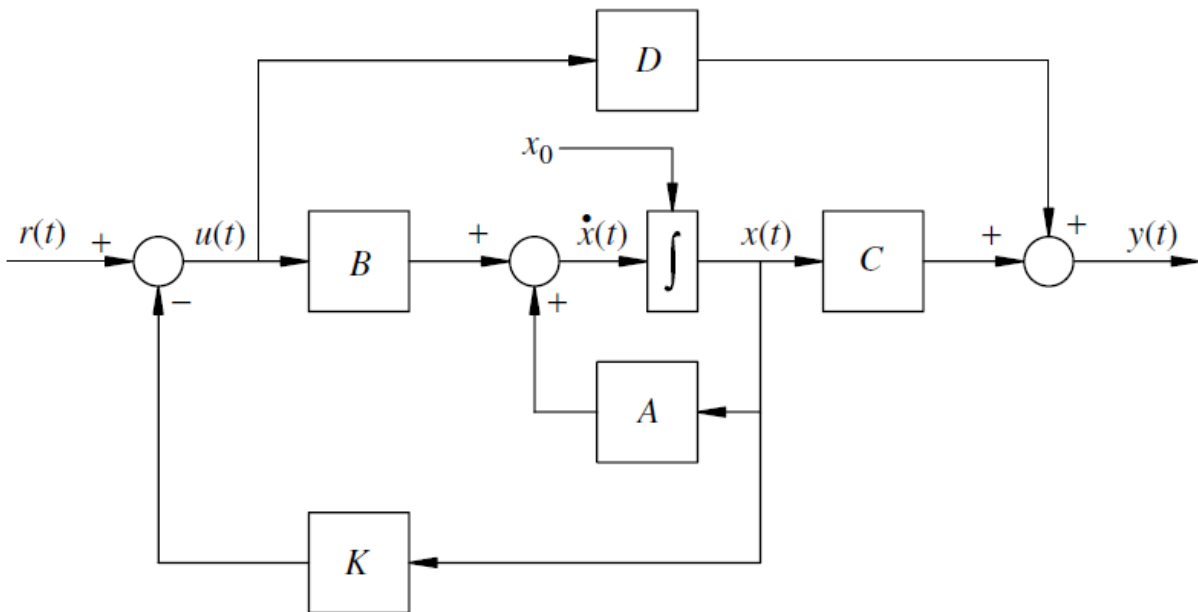 D
x₀
r(t) + u(t) B + ẋ(t) ∫ x(t) C + + y(t)
− +
A
K